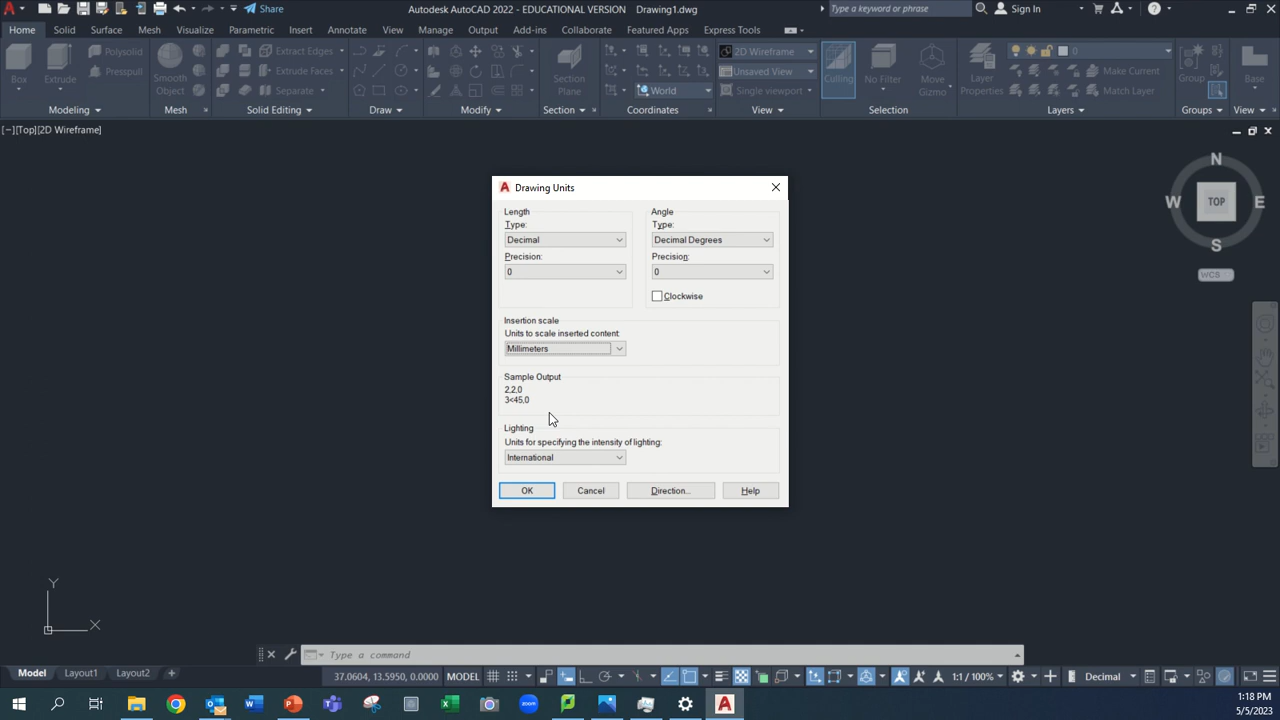 Share
Autodesk AutoCAD 2022 - EDUCATIONAL VERSION Drawing1.dwg
Type a keyword or phrase
Sign In
Home Solid Surface Mesh Visualize Parametric Insert Annotate View Manage Output Add-ins Collaborate Featured Apps Express Tools
Box
Extrude
Polysolid
Presspull
Smooth
Object
Extract Edges
Extrude Faces
Separate
Section
Plane
World
2D Wireframe
Unsaved View
Single viewport
Culling
No Filter
Move
Gizmo
Layer
Properties
0
Make Current
Match Layer
Group
Base
Modeling Mesh Solid Editing Draw Modify Section Coordinates View Selection Layers Groups View
[−][Top][2D Wireframe]
N
W TOP E
S
WCS
Drawing Units
Length
Type:
Decimal
Precision:
0
Angle
Type:
Decimal Degrees
Precision:
0
Clockwise
Insertion scale
Units to scale inserted content:
Millimeters
Sample Output
2,2,0
3<45,0
Lighting
Units for specifying the intensity of lighting:
International
OK Cancel Direction... Help
Y
X
Type a command
Model Layout1 Layout2 +
37.0604, 13.5950, 0.0000 MODEL
1:1 / 100%
Decimal
1:18 PM
5/5/2023